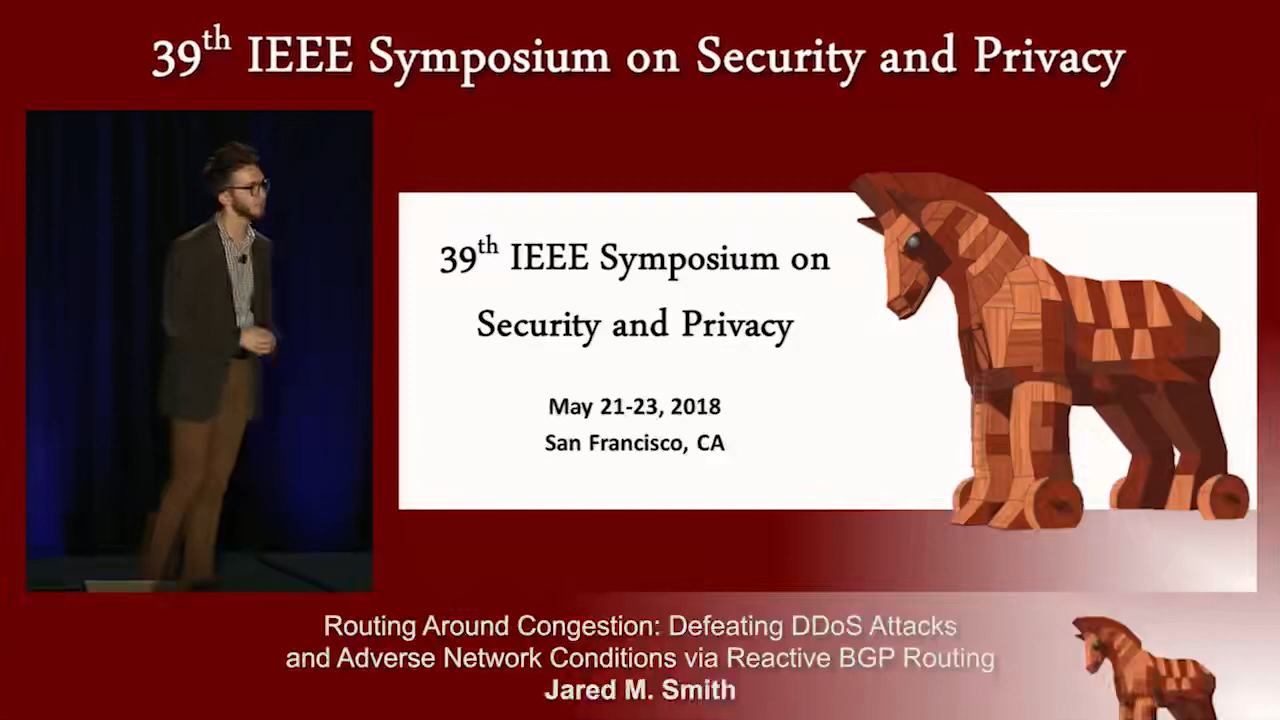 39th IEEE Symposium on Security and Privacy
39th IEEE Symposium on
Security and Privacy
May 21-23, 2018
San Francisco, CA
Routing Around Congestion: Defeating DDoS Attacks
and Adverse Network Conditions via Reactive BGP Routing
Jared M. Smith